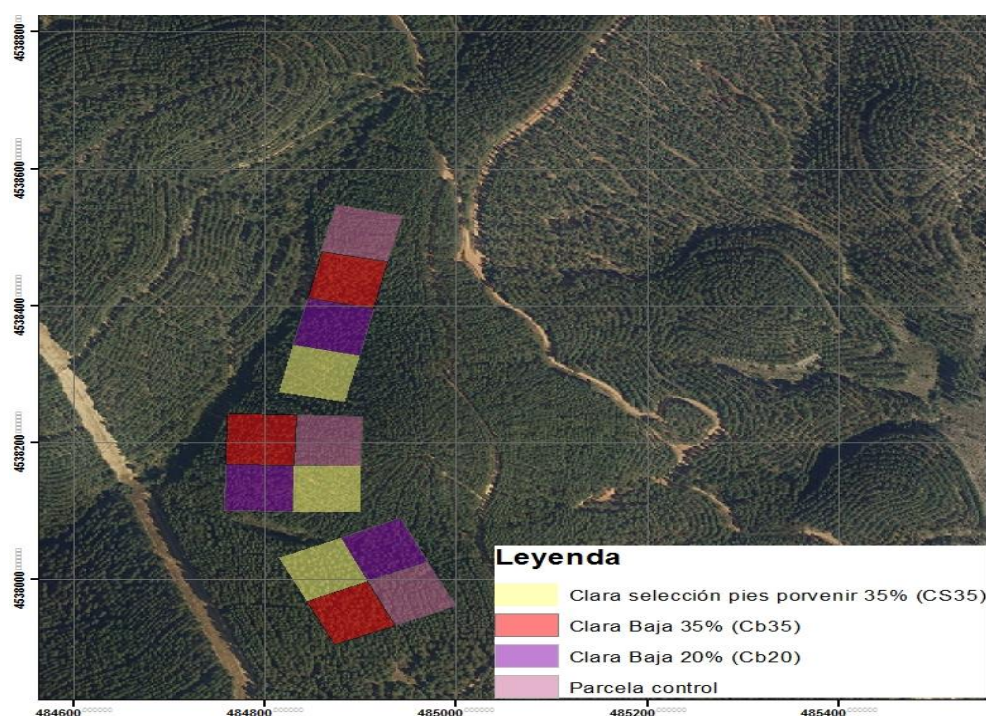 4538800
4538600
4538400
4538200
4538000
Leyenda
Clara selección pies porvenir 35% (CS35)
Clara Baja 35% (Cb35)
Clara Baja 20% (Cb20)
Parcela control
484600 484800 485000 485200 485400